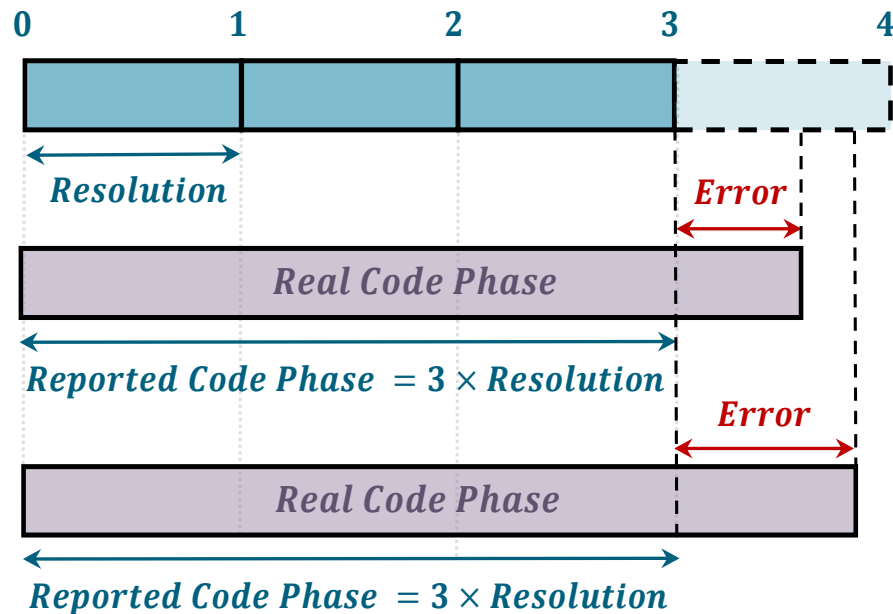 0 1 2 3 4
Resolution
Error
Real Code Phase
Reported Code Phase = 3 × Resolution
Error
Real Code Phase
Reported Code Phase = 3 × Resolution